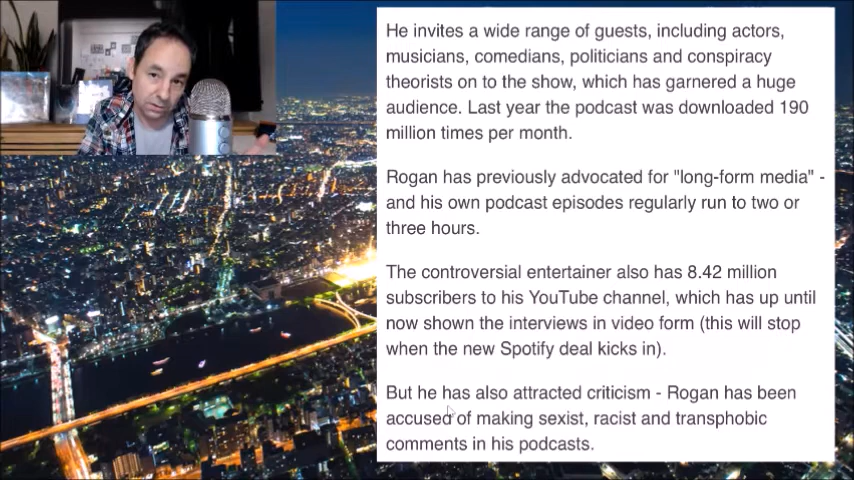 He invites a wide range of guests, including actors,
musicians, comedians, politicians and conspiracy
theorists on to the show, which has garnered a huge
audience. Last year the podcast was downloaded 190
million times per month.
Rogan has previously advocated for "long-form media" -
and his own podcast episodes regularly run to two or
three hours.
The controversial entertainer also has 8.42 million
subscribers to his YouTube channel, which has up until
now shown the interviews in video form (this will stop
when the new Spotify deal kicks in).
But he has also attracted criticism - Rogan has been
accused of making sexist, racist and transphobic
comments in his podcasts.